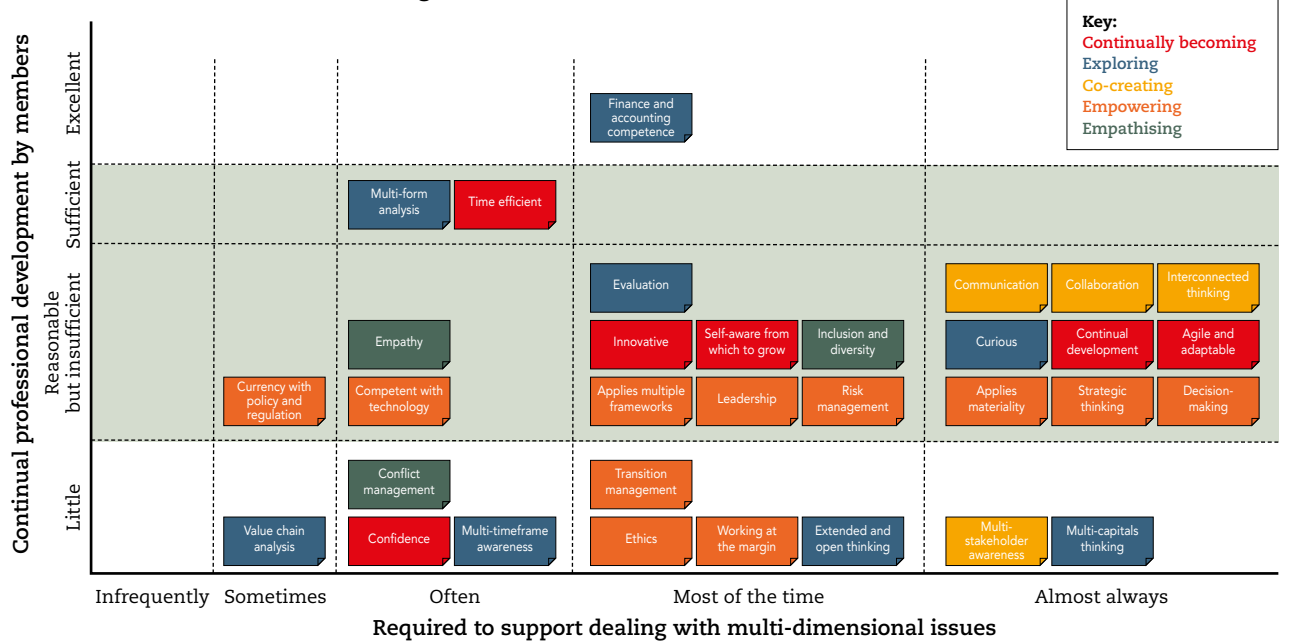 Key:
Continually becoming
Exploring
Co-creating
Empowering
Empathising
Continual professional development by members
Excellent
Finance and
accounting
competence
Sufficient
Multi-form
analysis
Time efficient
Reasonable
but insufficient
Evaluation
Communication
Collaboration
Interconnected
thinking
Empathy
Innovative
Self-aware from
which to grow
Inclusion and
diversity
Curious
Continual
development
Agile and
adaptable
Currency with
policy and
regulation
Competent with
technology
Applies multiple
frameworks
Leadership
Risk
management
Applies
materiality
Strategic
thinking
Decision-
making
Little
Conflict
management
Transition
management
Value chain
analysis
Confidence
Multi-timeframe
awareness
Ethics
Working at
the margin
Extended and
open thinking
Multi-
stakeholder
awareness
Multi-capitals
thinking
Infrequently
Sometimes
Often
Most of the time
Almost always
Required to support dealing with multi-dimensional issues